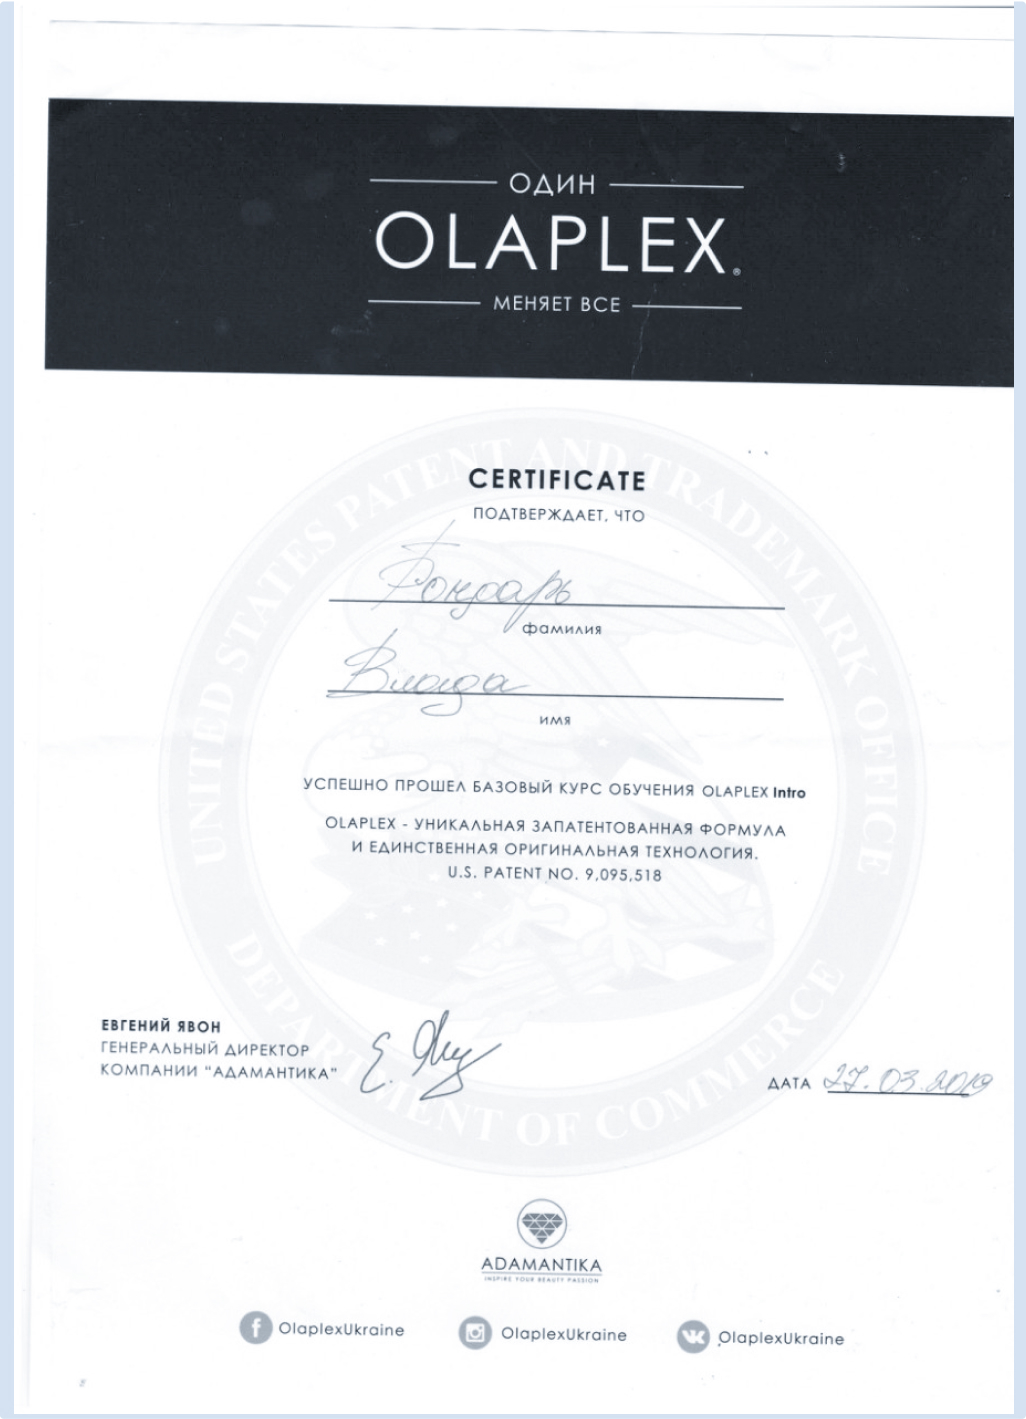 ОДИН
OLAPLEX®
МЕНЯЕТ ВСЕ
UNITED STATES PATENT AND TRADEMARK OFFICE
DEPARTMENT OF COMMERCE
CERTIFICATE
ПОДТВЕРЖДАЕТ, ЧТО
Бондарь
фамилия
Влада
имя
УСПЕШНО ПРОШЕЛ БАЗОВЫЙ КУРС ОБУЧЕНИЯ OLAPLEX Intro
OLAPLEX - УНИКАЛЬНАЯ ЗАПАТЕНТОВАННАЯ ФОРМУЛА
И ЕДИНСТВЕННАЯ ОРИГИНАЛЬНАЯ ТЕХНОЛОГИЯ.
U.S. PATENT NO. 9,095,518
ЕВГЕНИЙ ЯВОН
ГЕНЕРАЛЬНЫЙ ДИРЕКТОР
КОМПАНИИ “АДАМАНТИКА”
ДАТА 27.03.2019
ADAMANTIKA
INSPIRE YOUR BEAUTY PASSION
OlaplexUkraine
OlaplexUkraine
OlaplexUkraine